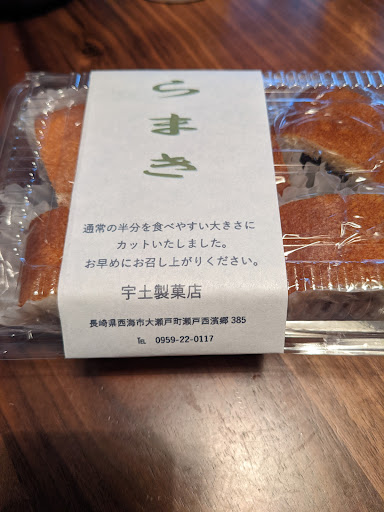 らまき
通常の半分を食べやすい大きさに
カットいたしました。
お早めにお召し上がりください。
宇土製菓店
長崎県西海市大瀬戸町瀬戸西濱郷 385
℡ 0959-22-0117